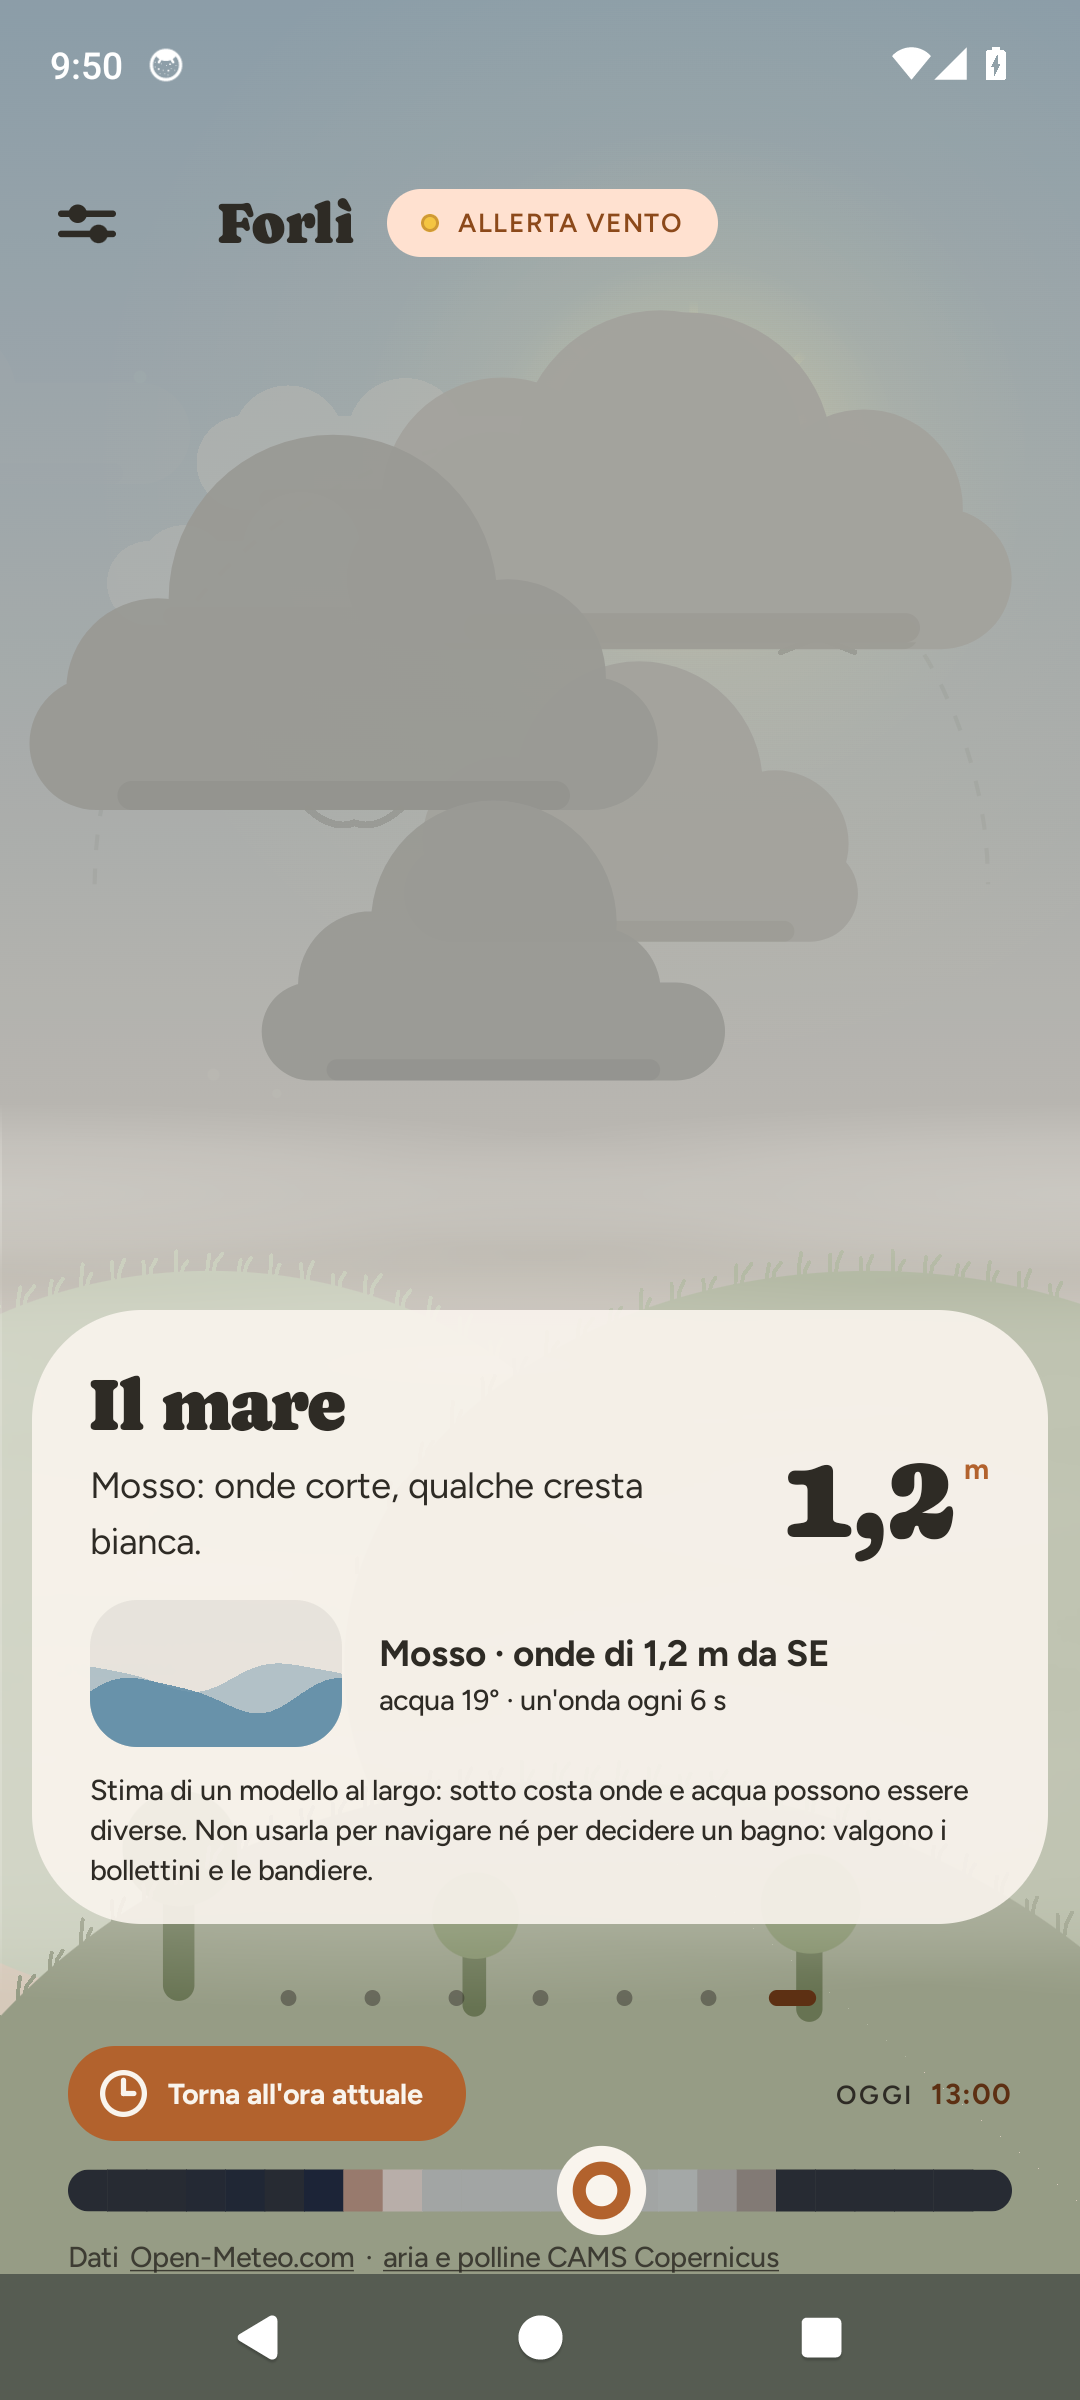 9:50
Forlì
ALLERTA VENTO
Il mare
Mosso: onde corte, qualche cresta
bianca.
1,2 m
Mosso · onde di 1,2 m da SE
acqua 19° · un'onda ogni 6 s
Stima di un modello al largo: sotto costa onde e acqua possono essere
diverse. Non usarla per navigare né per decidere un bagno: valgono i
bollettini e le bandiere.
Torna all'ora attuale
OGGI 13:00
Dati Open-Meteo.com · aria e polline CAMS Copernicus